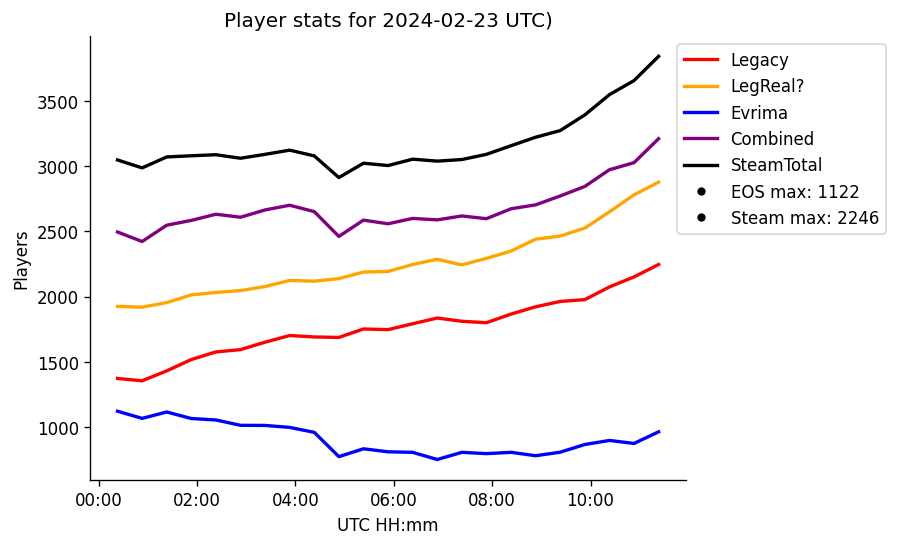 Player stats for 2024-02-23 UTC)
Legacy
LegReal?
Evrima
Combined
SteamTotal
EOS max: 1122
Steam max: 2246
Players
3500
3000
2500
2000
1500
1000
00:00 02:00 04:00 06:00 08:00 10:00
UTC HH:mm